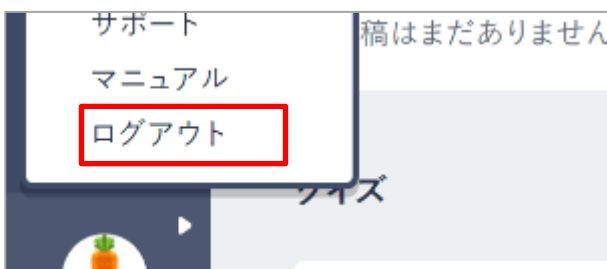 サポート
稿はまだありません
マニュアル
ログアウト
クイズ